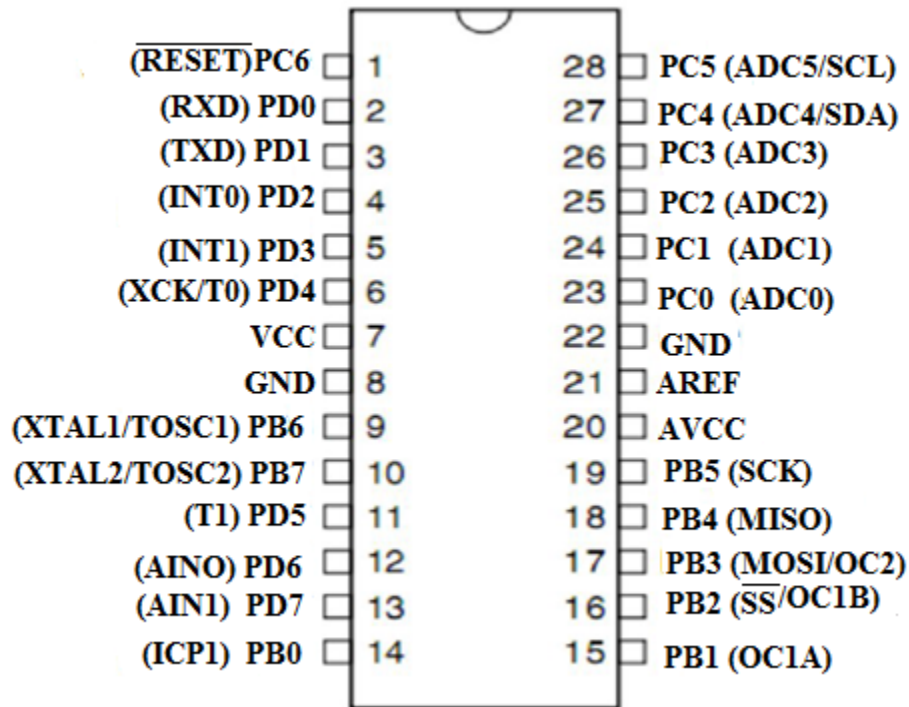 (RESET)PC6 1 28 PC5 (ADC5/SCL)
(RXD) PD0 2 27 PC4 (ADC4/SDA)
(TXD) PD1 3 26 PC3 (ADC3)
(INT0) PD2 4 25 PC2 (ADC2)
(INT1) PD3 5 24 PC1 (ADC1)
(XCK/T0) PD4 6 23 PC0 (ADC0)
VCC 7 22 GND
GND 8 21 AREF
(XTAL1/TOSC1) PB6 9 20 AVCC
(XTAL2/TOSC2) PB7 10 19 PB5 (SCK)
(T1) PD5 11 18 PB4 (MISO)
(AINO) PD6 12 17 PB3 (MOSI/OC2)
(AIN1) PD7 13 16 PB2 (SS/OC1B)
(ICP1) PB0 14 15 PB1 (OC1A)